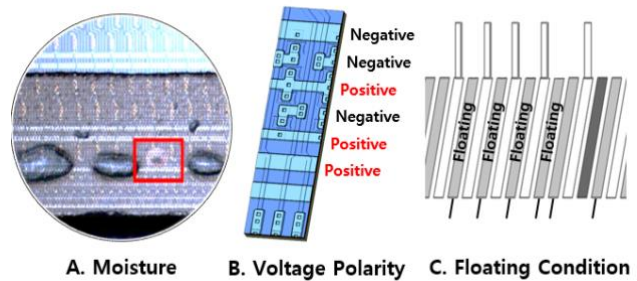 Negative
Negative
Positive
Negative
Positive
Positive
Floating
Floating
Floating
Floating
A. Moisture
B. Voltage Polarity
C. Floating Condition